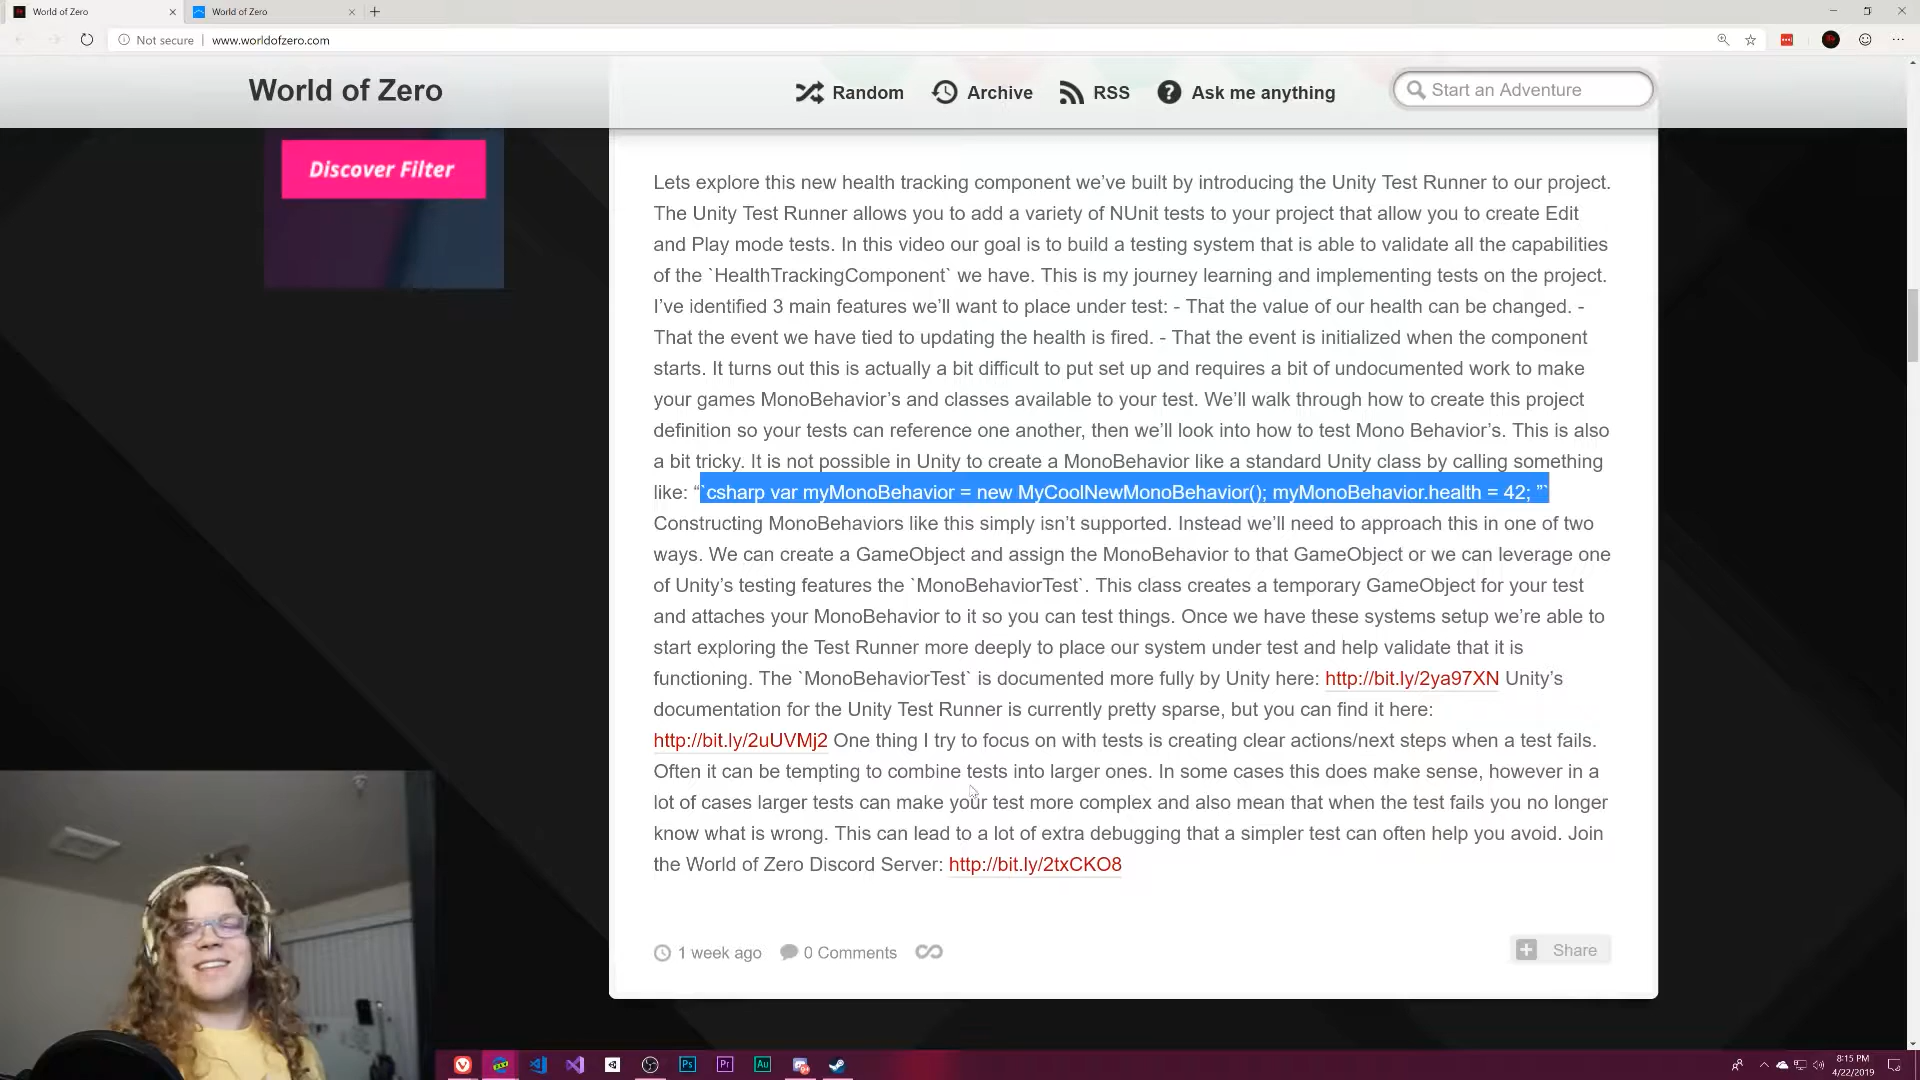 World of Zero
World of Zero
Not secure | www.worldofzero.com
World of Zero
Random
Archive
RSS
Ask me anything
Start an Adventure
Discover Filter
Lets explore this new health tracking component we’ve built by introducing the Unity Test Runner to our project.
The Unity Test Runner allows you to add a variety of NUnit tests to your project that allow you to create Edit
and Play mode tests. In this video our goal is to build a testing system that is able to validate all the capabilities
of the `HealthTrackingComponent` we have. This is my journey learning and implementing tests on the project.
I’ve identified 3 main features we’ll want to place under test: - That the value of our health can be changed. -
That the event we have tied to updating the health is fired. - That the event is initialized when the component
starts. It turns out this is actually a bit difficult to put set up and requires a bit of undocumented work to make
your games MonoBehavior’s and classes available to your test. We’ll walk through how to create this project
definition so your tests can reference one another, then we’ll look into how to test Mono Behavior’s. This is also
a bit tricky. It is not possible in Unity to create a MonoBehavior like a standard Unity class by calling something
like: “`csharp var myMonoBehavior = new MyCoolNewMonoBehavior(); myMonoBehavior.health = 42; ”`
Constructing MonoBehaviors like this simply isn’t supported. Instead we’ll need to approach this in one of two
ways. We can create a GameObject and assign the MonoBehavior to that GameObject or we can leverage one
of Unity’s testing features the `MonoBehaviorTest`. This class creates a temporary GameObject for your test
and attaches your MonoBehavior to it so you can test things. Once we have these systems setup we’re able to
start exploring the Test Runner more deeply to place our system under test and help validate that it is
functioning. The `MonoBehaviorTest` is documented more fully by Unity here: http://bit.ly/2ya97XN Unity’s
documentation for the Unity Test Runner is currently pretty sparse, but you can find it here:
http://bit.ly/2uUVMj2 One thing I try to focus on with tests is creating clear actions/next steps when a test fails.
Often it can be tempting to combine tests into larger ones. In some cases this does make sense, however in a
lot of cases larger tests can make your test more complex and also mean that when the test fails you no longer
know what is wrong. This can lead to a lot of extra debugging that a simpler test can often help you avoid. Join
the World of Zero Discord Server: http://bit.ly/2txCKO8
1 week ago
0 Comments
Share
Ps
Pr
Au
8:15 PM
4/22/2019